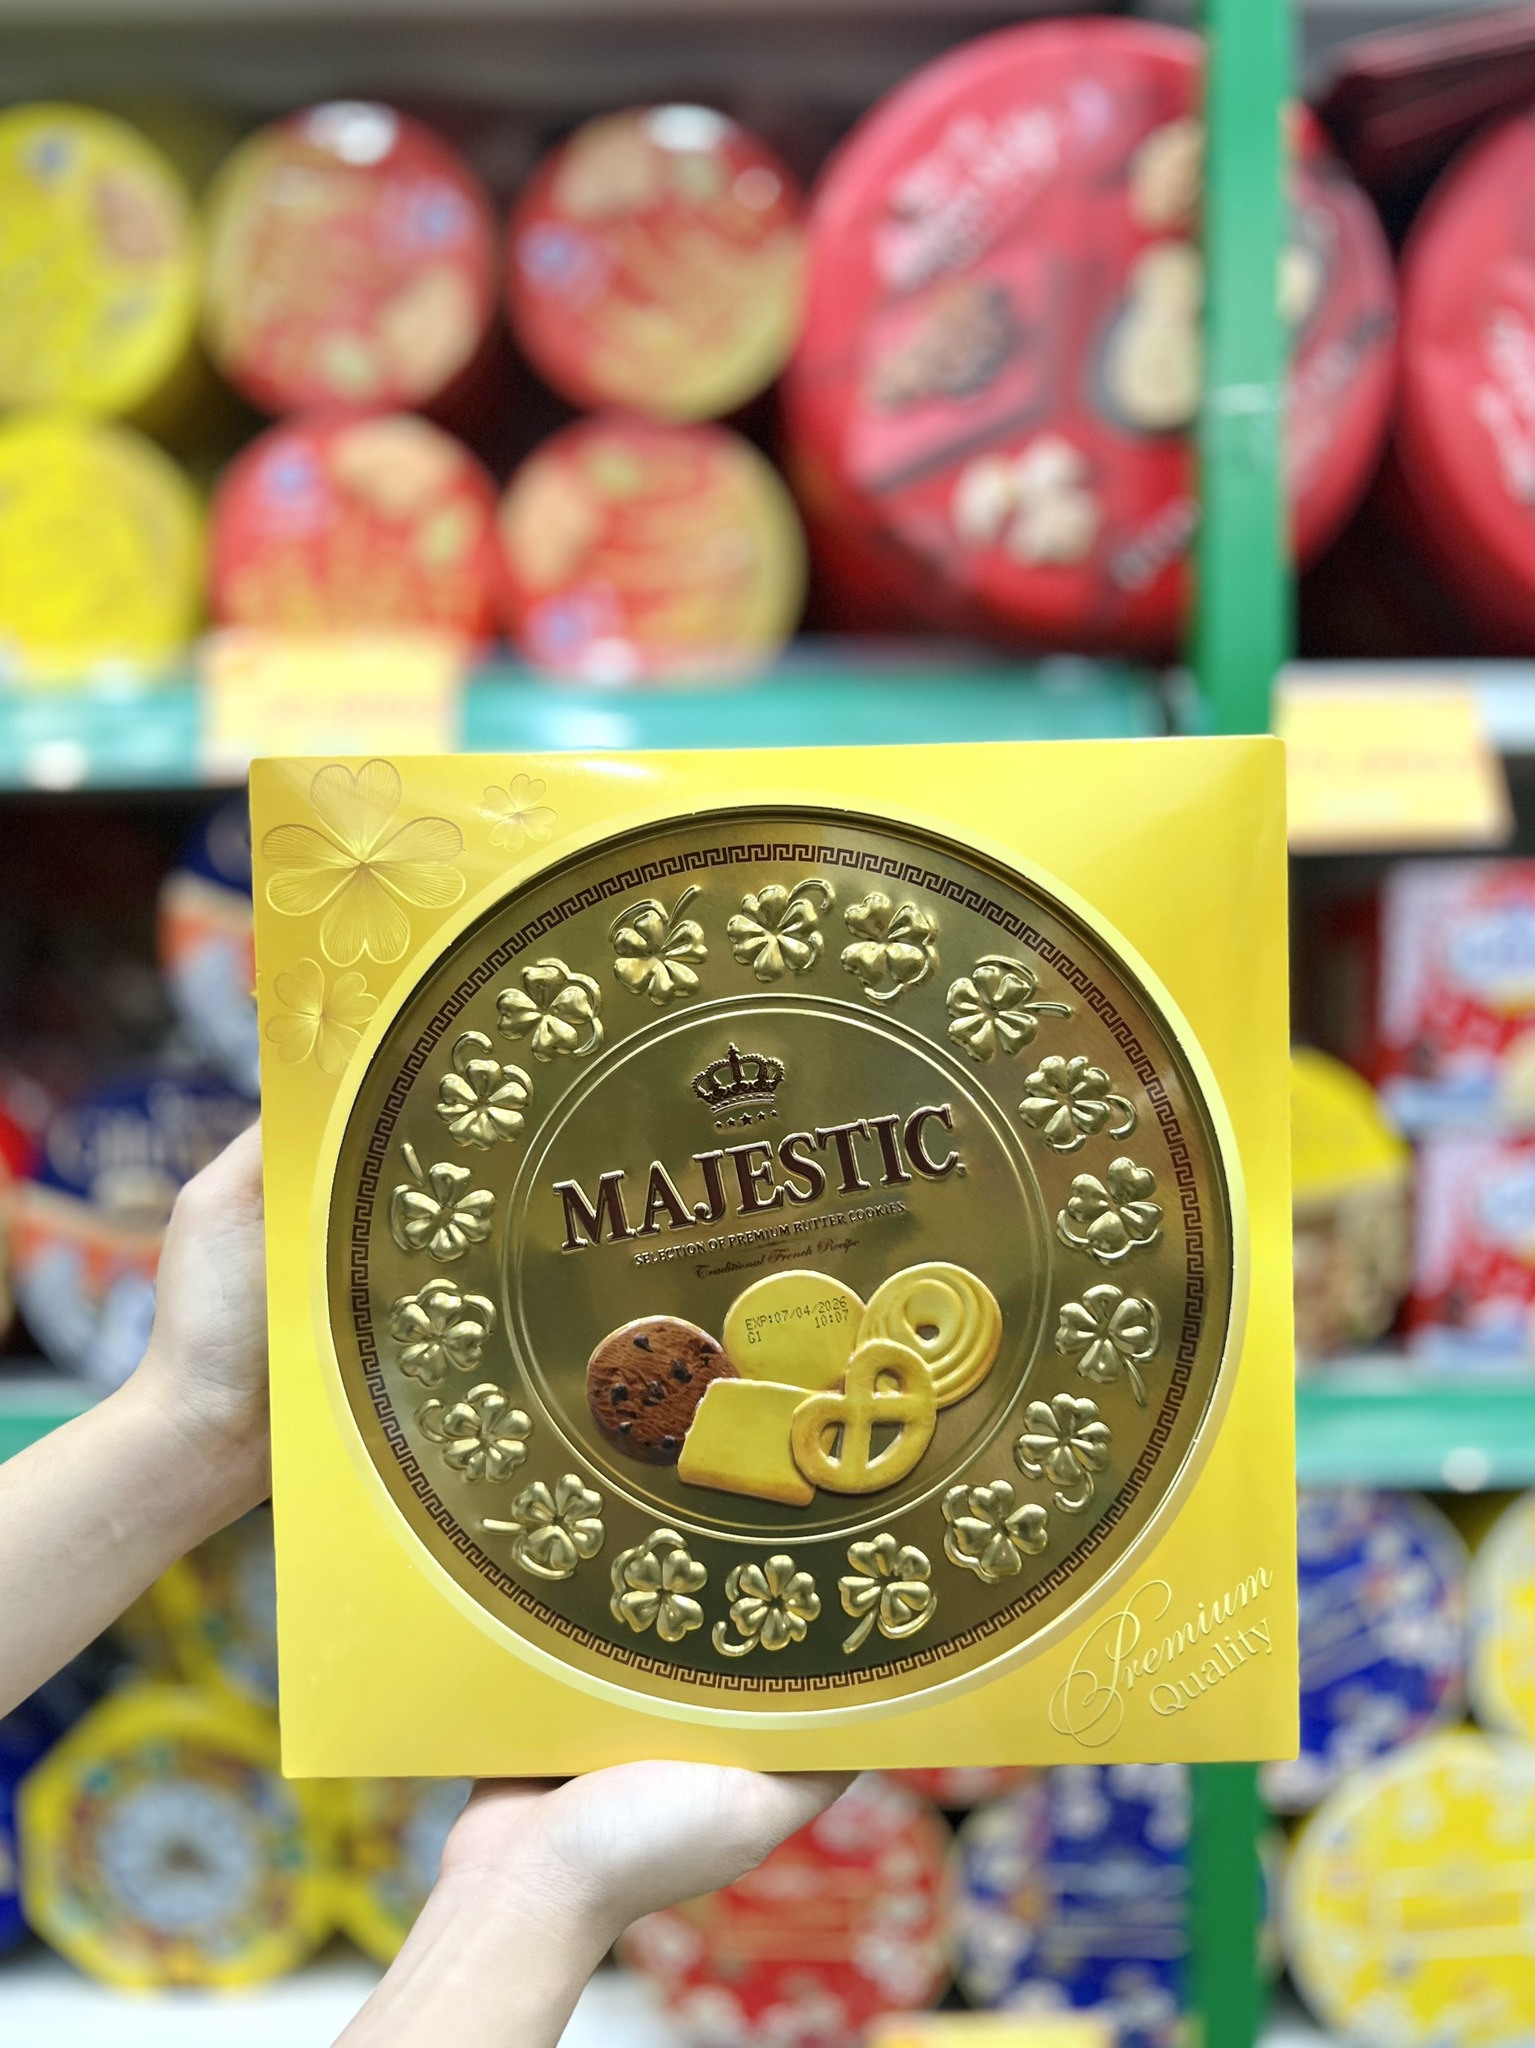 MAJESTIC
SELECTION OF PREMIUM BUTTER COOKIES
Traditional French Recipe
EXP:07/04/2026
G1 10:07
Premium
Quality